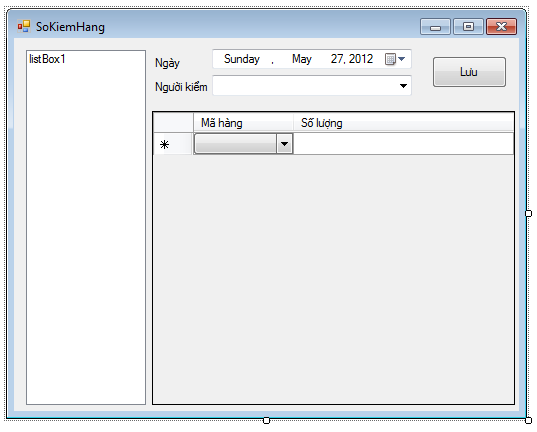 SoKiemHang
listBox1
Ngày
Sunday , May 27, 2012
Lưu
Người kiểm
Mã hàng Số lượng